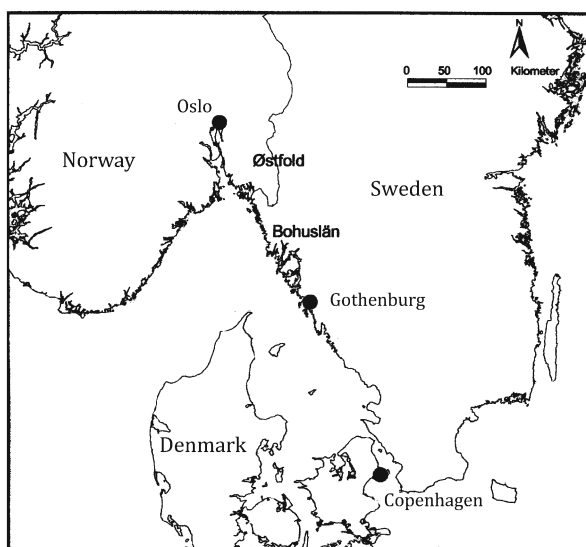 N
0 50 100
Kilometer
Oslo
Norway
Østfold
Sweden
Bohuslän
Gothenburg
Denmark
Copenhagen